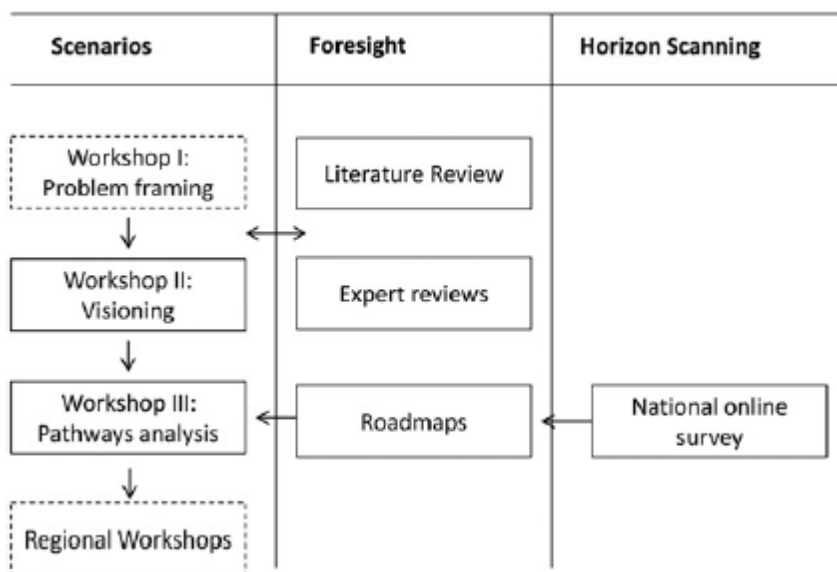 Scenarios
Foresight
Horizon Scanning
Workshop I:
Problem framing
Literature Review
Workshop II:
Visioning
Expert reviews
Workshop III:
Pathways analysis
Roadmaps
National online
survey
Regional Workshops